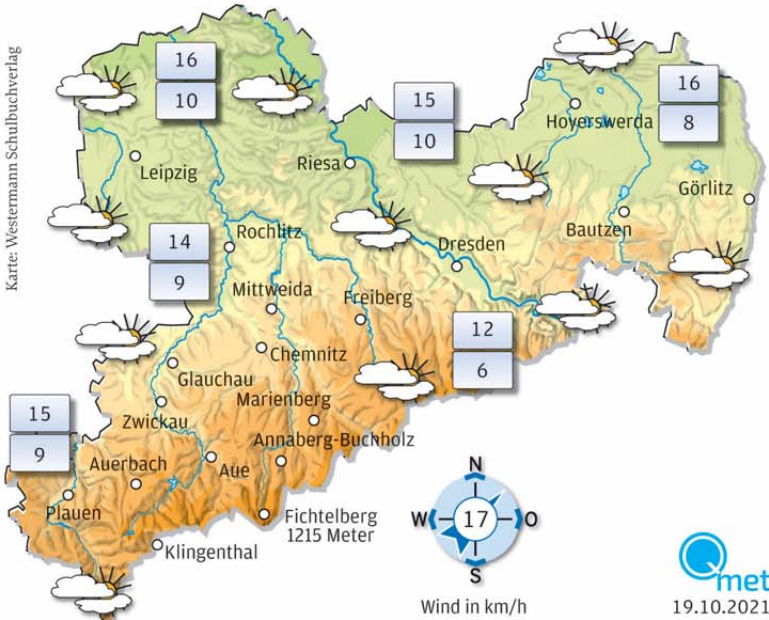 Karte: Westermann Schulbuchverlag
16
10
15
10
16
8
Hoyerswerda
Leipzig
Riesa
Görlitz
Bautzen
Rochlitz
14
9
Dresden
Mittweida
Freiberg
12
6
Chemnitz
Glauchau
Marienberg
Zwickau
15
9
Annaberg-Buchholz
Auerbach
Aue
Plauen
Fichtelberg
1215 Meter
Klingenthal
N
W 17 O
S
Wind in km/h
Qmet
19.10.2021